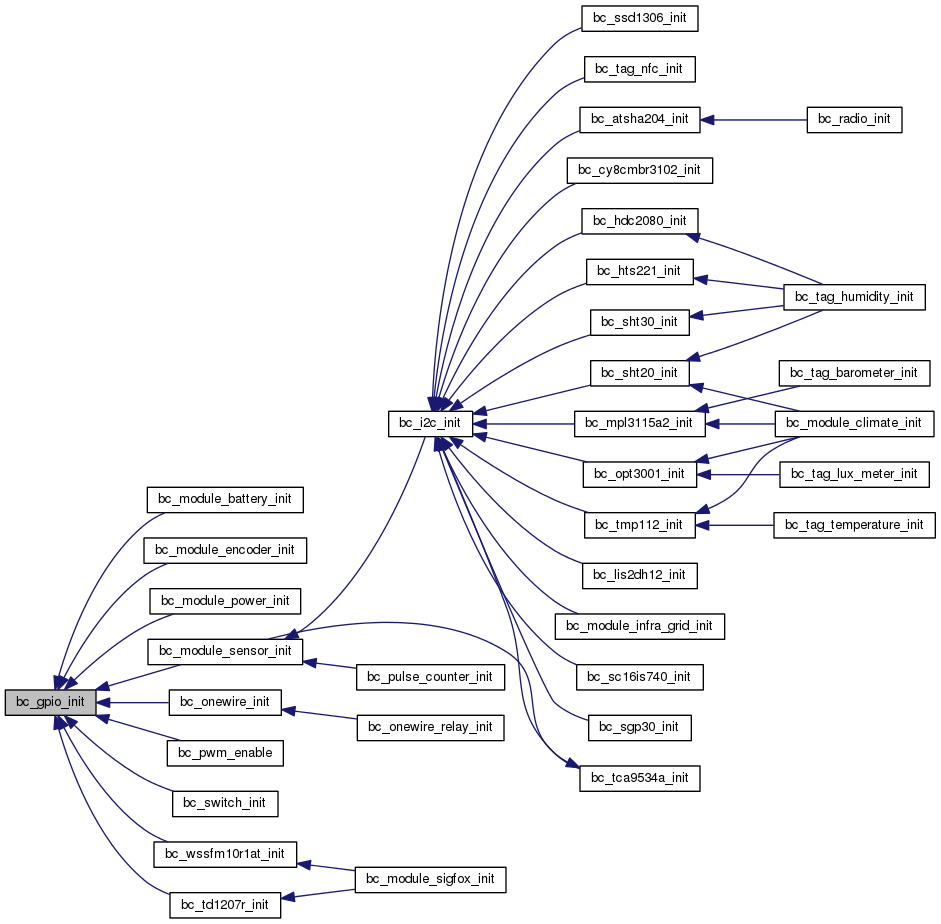 bc_ssd1306_init
bc_tag_nfc_init
bc_atsha204_init
bc_radio_init
bc_cy8cmbr3102_init
bc_hdc2080_init
bc_hts221_init
bc_tag_humidity_init
bc_sht30_init
bc_sht20_init
bc_tag_barometer_init
bc_i2c_init
bc_mpl3115a2_init
bc_module_climate_init
bc_opt3001_init
bc_tag_lux_meter_init
bc_module_battery_init
bc_tmp112_init
bc_tag_temperature_init
bc_module_encoder_init
bc_lis2dh12_init
bc_module_power_init
bc_module_infra_grid_init
bc_module_sensor_init
bc_pulse_counter_init
bc_sc16is740_init
bc_gpio_init
bc_onewire_init
bc_onewire_relay_init
bc_sgp30_init
bc_pwm_enable
bc_tca9534a_init
bc_switch_init
bc_wssfm10r1at_init
bc_module_sigfox_init
bc_td1207r_init